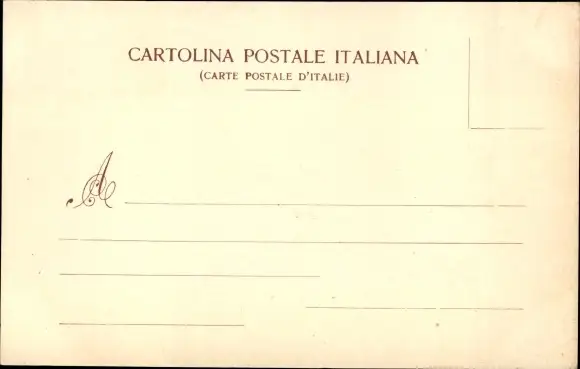 CARTOLINA POSTALE ITALIANA
(CARTE POSTALE D'ITALIE)
A